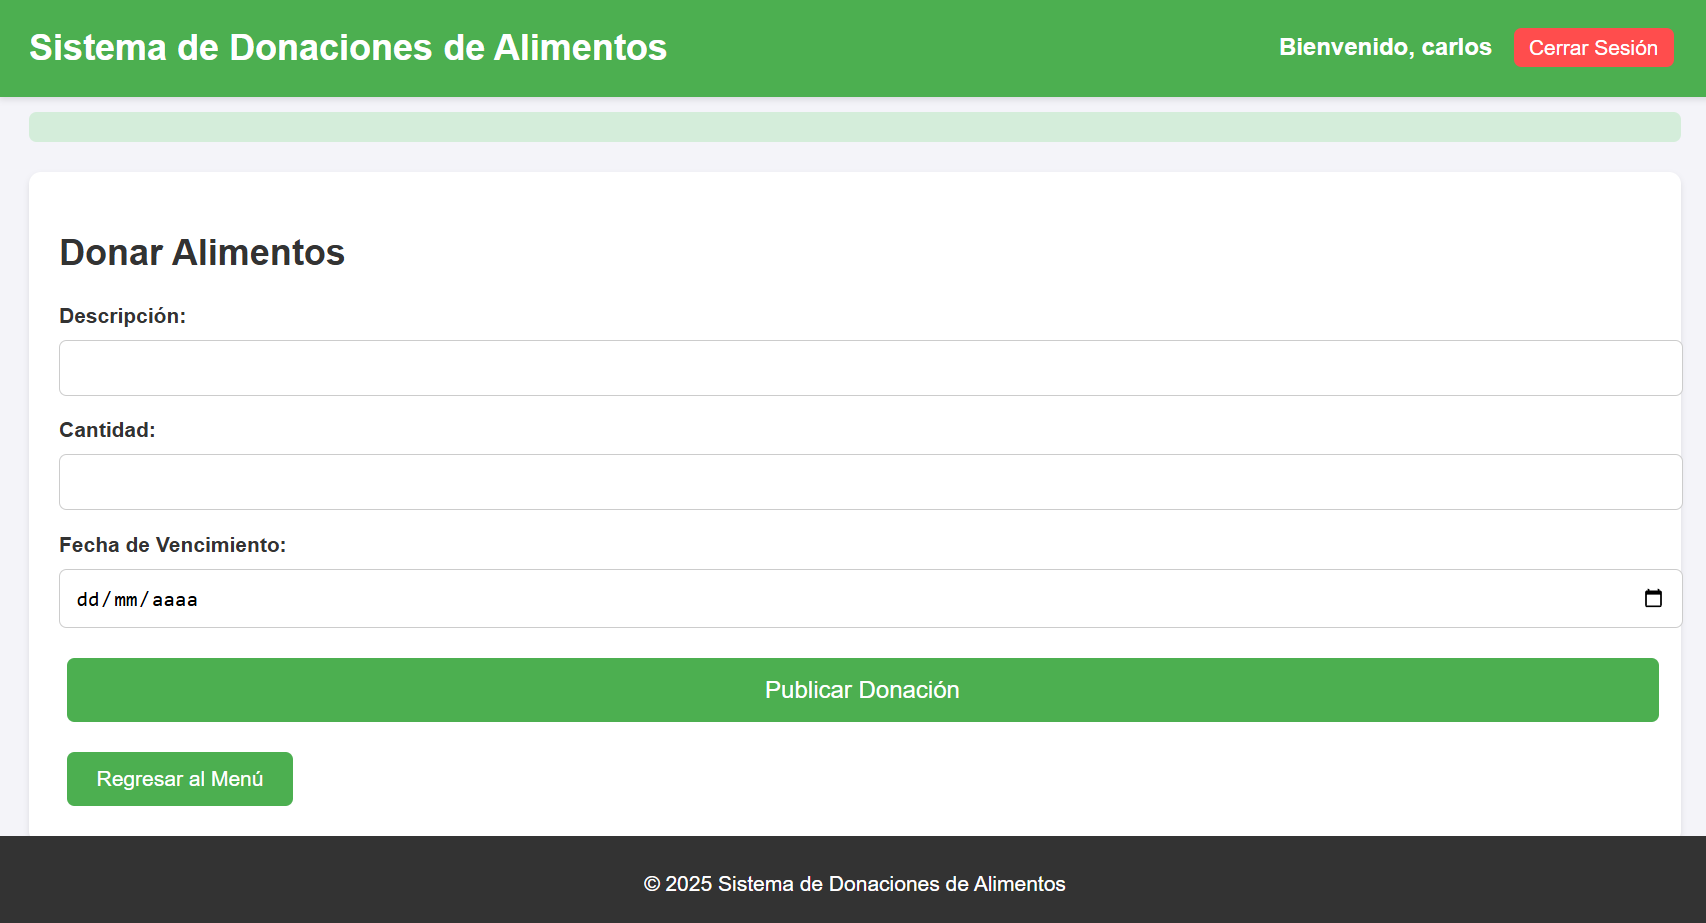 Sistema de Donaciones de Alimentos
Bienvenido, carlos
Cerrar Sesión
Donar Alimentos
Descripción:
Cantidad:
Fecha de Vencimiento:
dd/mm/aaaa
Publicar Donación
Regresar al Menú
© 2025 Sistema de Donaciones de Alimentos